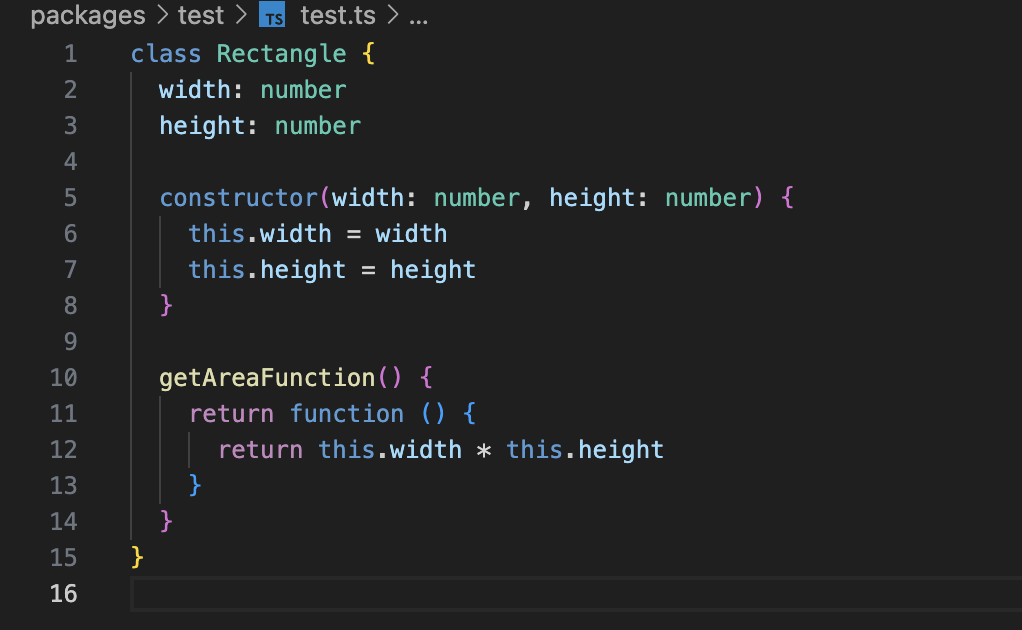 packages > test > TS test.ts > ...
1 class Rectangle {
2   width: number
3   height: number
4
5   constructor(width: number, height: number) {
6     this.width = width
7     this.height = height
8   }
9
10   getAreaFunction() {
11     return function () {
12       return this.width * this.height
13     }
14   }
15 }
16